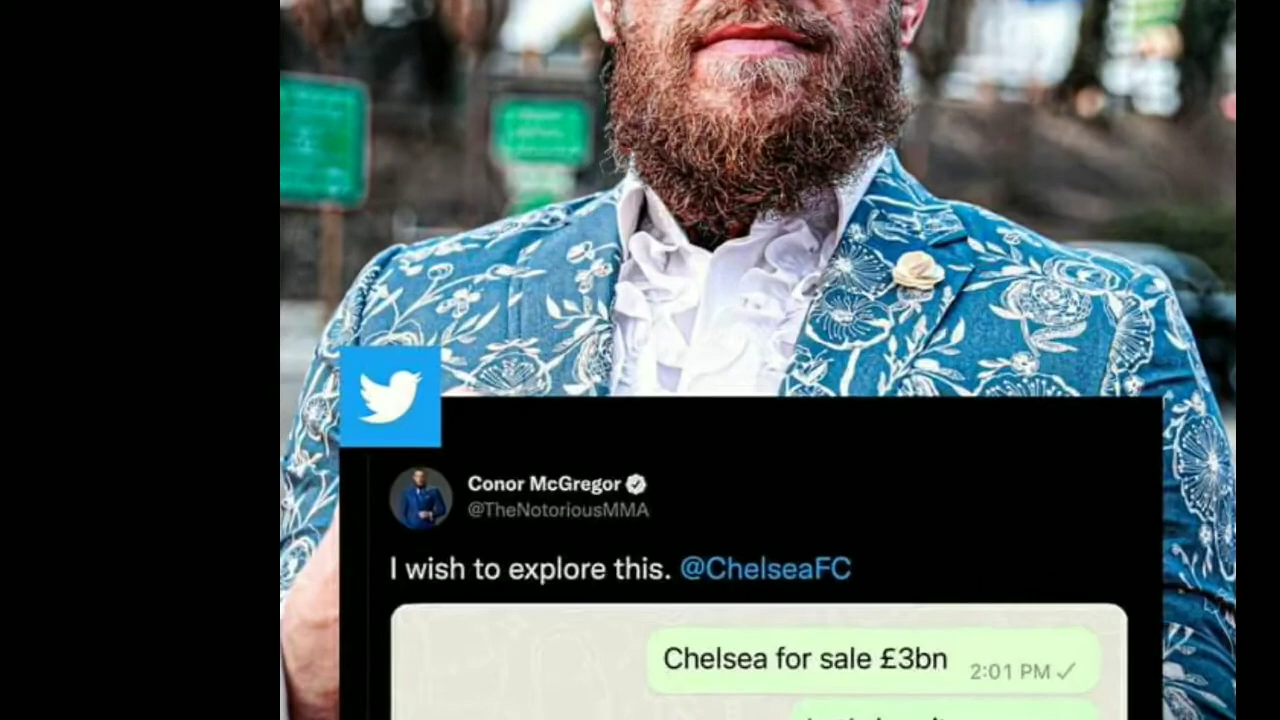 Conor McGregor
@TheNotoriousMMA
I wish to explore this. @ChelseaFC
Chelsea for sale £3bn
2:01 PM